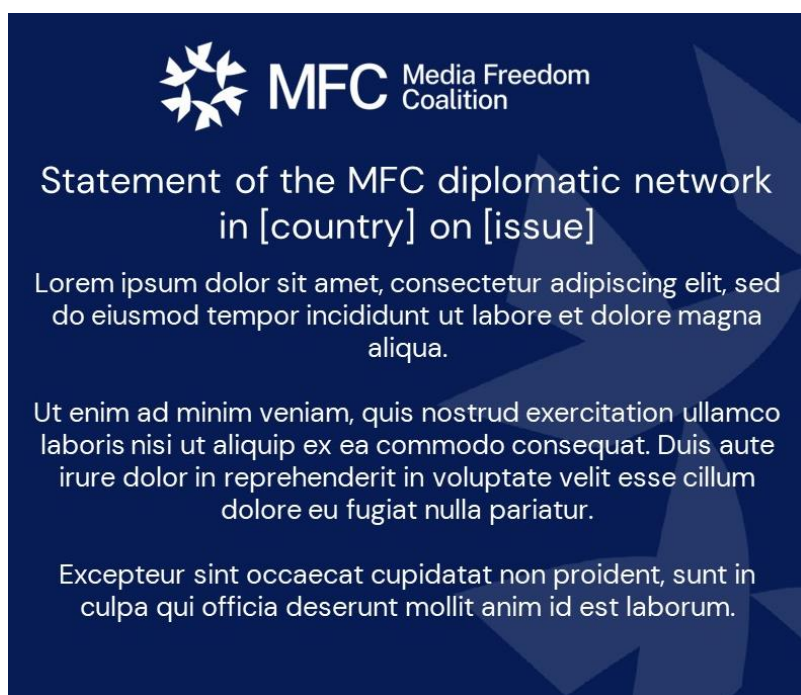 MFC Media Freedom
Coalition
Statement of the MFC diplomatic network
in [country] on [issue]
Lorem ipsum dolor sit amet, consectetur adipiscing elit, sed
do eiusmod tempor incididunt ut labore et dolore magna
aliqua.
Ut enim ad minim veniam, quis nostrud exercitation ullamco
laboris nisi ut aliquip ex ea commodo consequat. Duis aute
irure dolor in reprehenderit in voluptate velit esse cillum
dolore eu fugiat nulla pariatur.
Excepteur sint occaecat cupidatat non proident, sunt in
culpa qui officia deserunt mollit anim id est laborum.